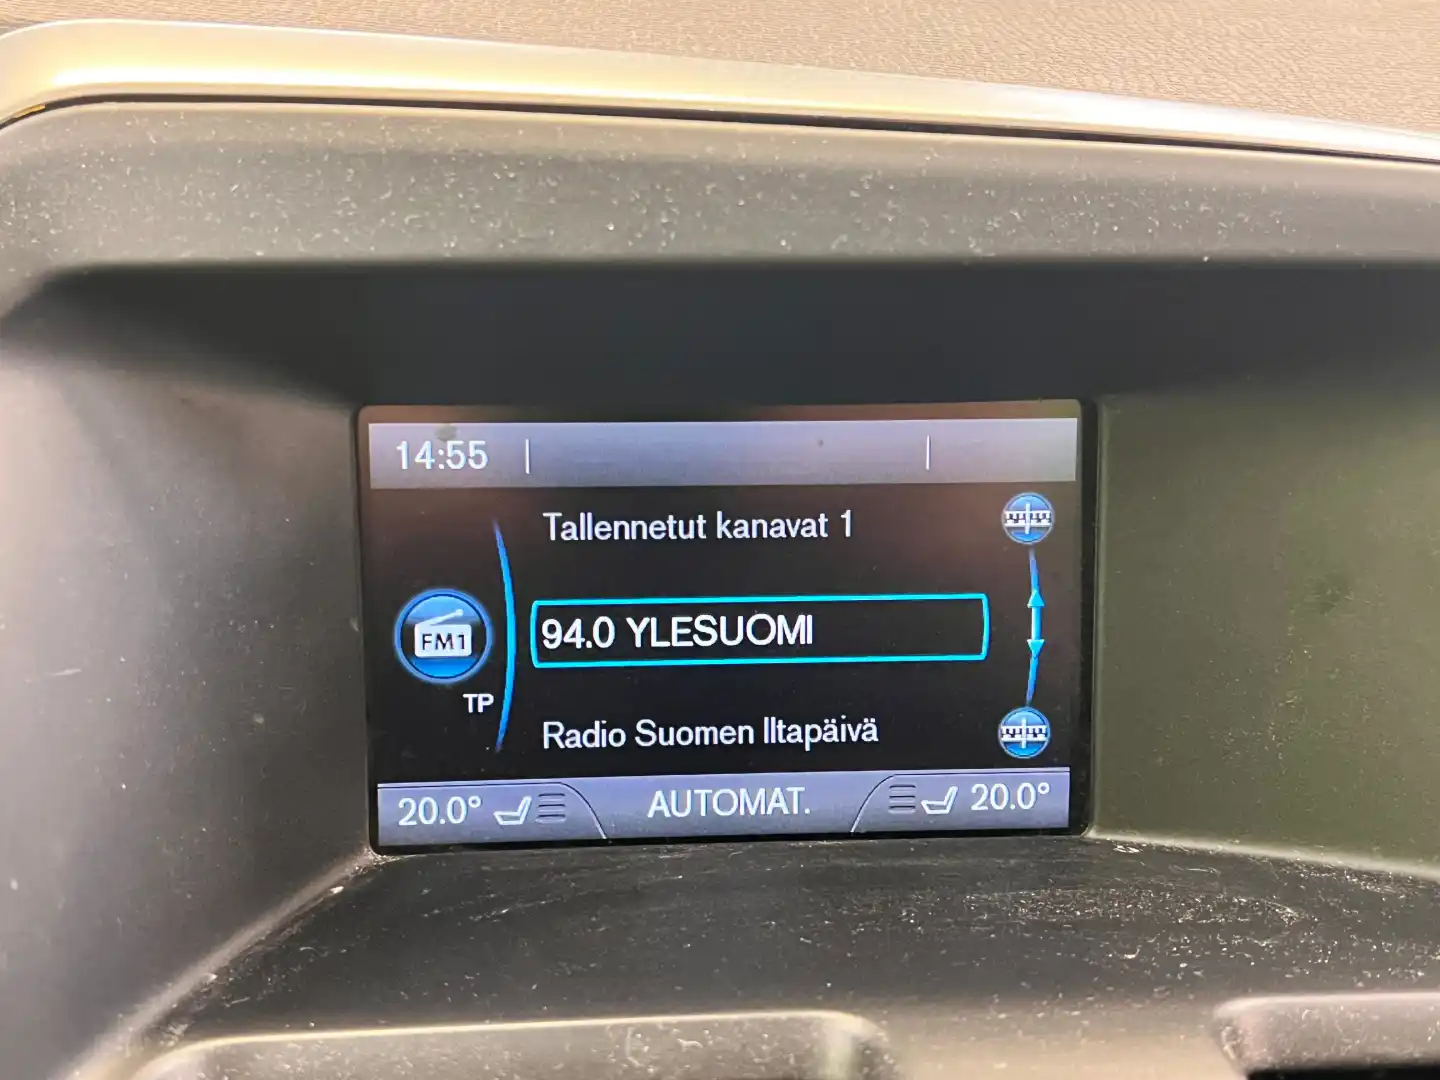 14:55
Tallennetut kanavat 1
FM1
94.0 YLESUOMI
TP
Radio Suomen Iltapäivä
20.0° AUTOMAT. 20.0°